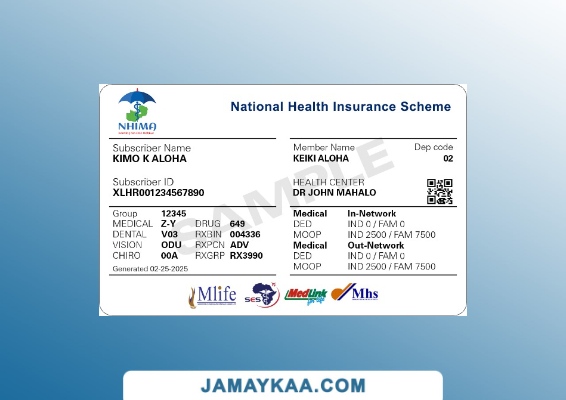 National Health Insurance Scheme
NHIMA
Subscriber Name
KIMO K ALOHA
Member Name Dep code
KEIKI ALOHA 02
Subscriber ID
XLHR001234567890
HEALTH CENTER
DR JOHN MAHALO
SAMPLE
Group 12345
MEDICAL Z-Y DRUG 649
DENTAL V03 RXBIN 004336
VISION ODU RXPCN ADV
CHIRO 00A RXGRP RX3990
Generated 02-25-2025
Medical In-Network
DED IND 0 / FAM 0
MOOP IND 2500 / FAM 7500
Medical Out-Network
DED IND 0 / FAM 0
MOOP IND 2500 / FAM 7500
Mlife
SES
MedLink
Mhs
JAMAYKAA.COM